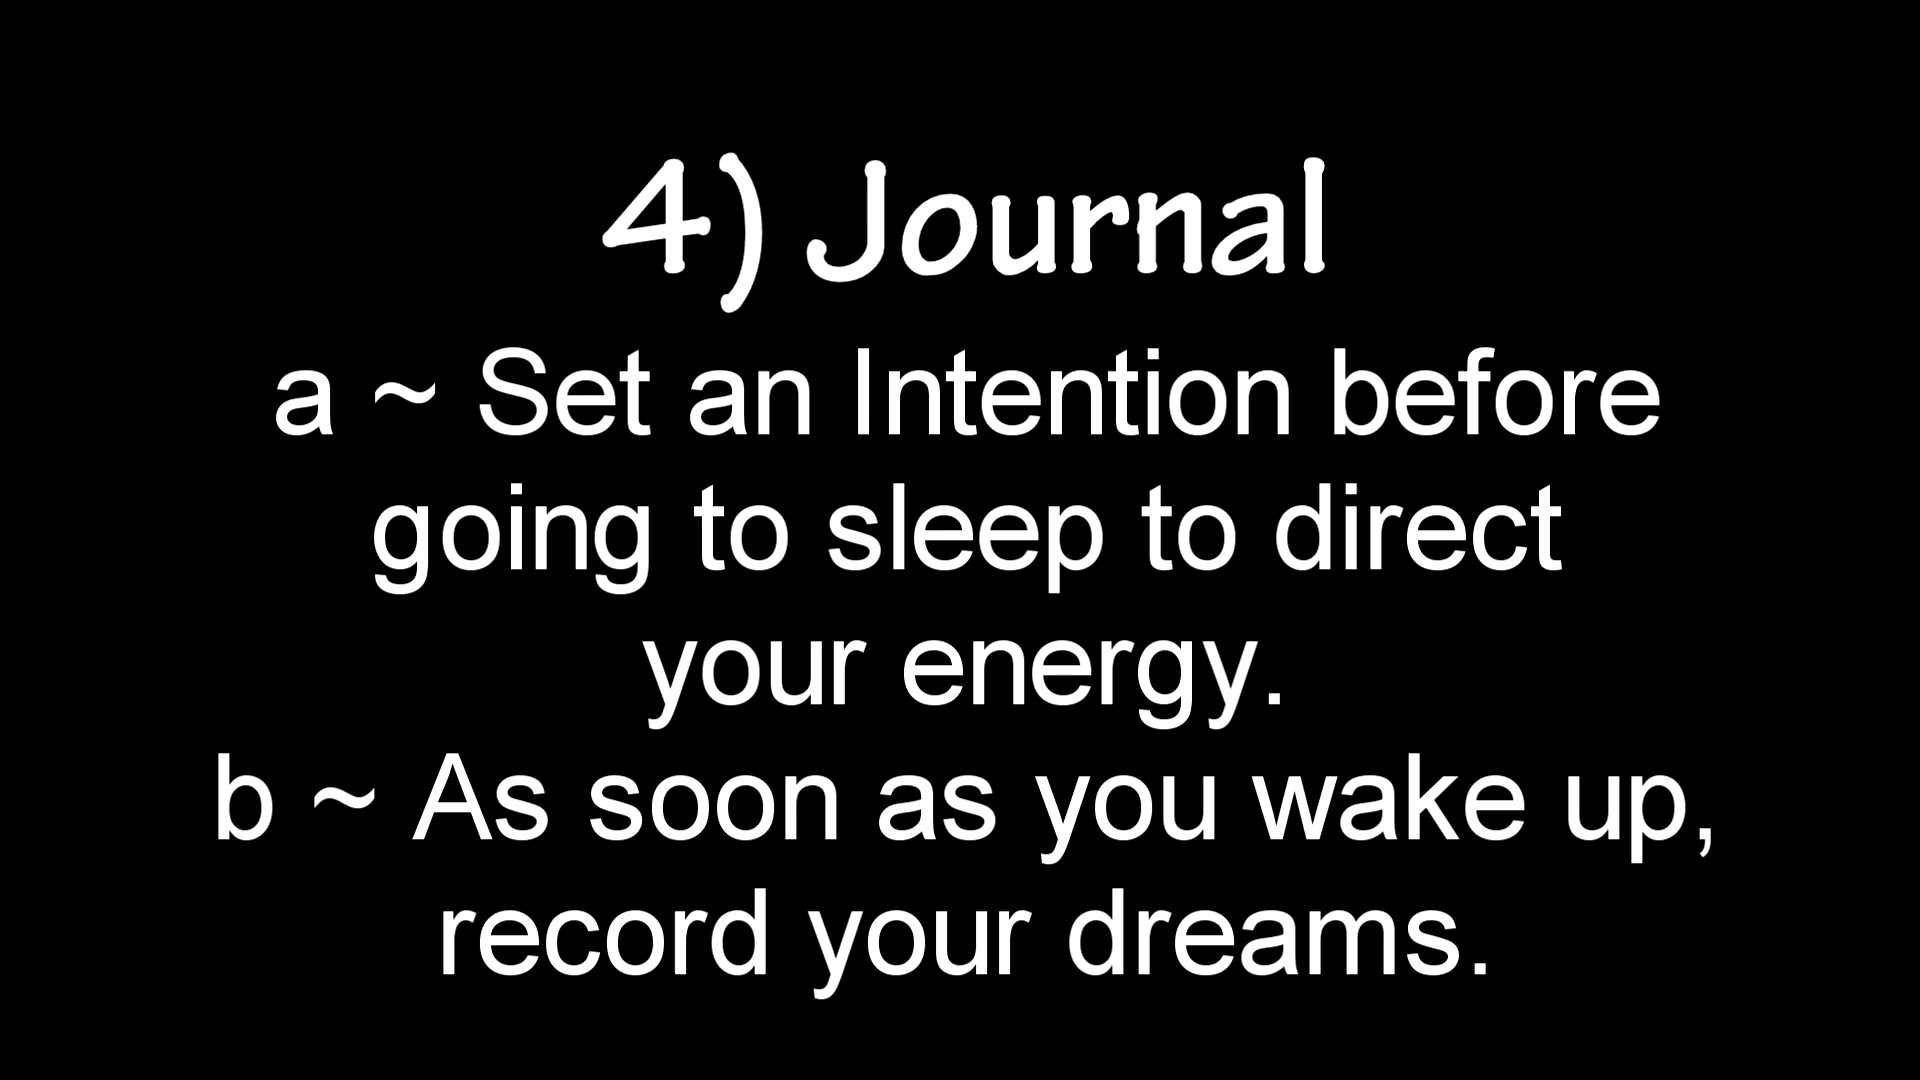 4) Journal
a ~ Set an Intention before
going to sleep to direct
your energy.
b ~ As soon as you wake up,
record your dreams.